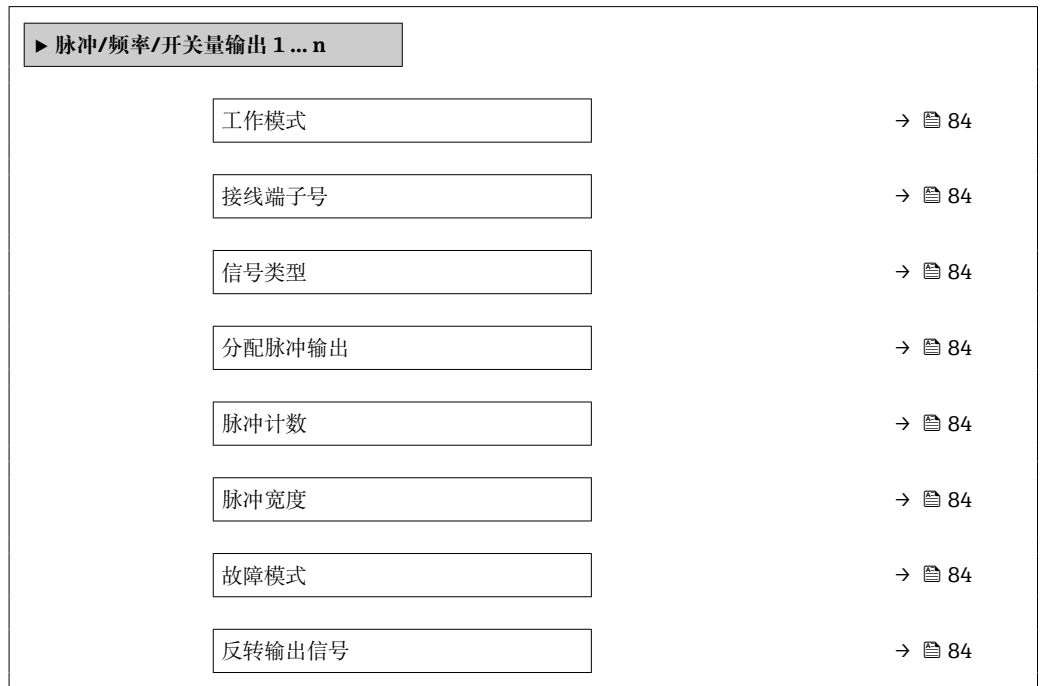 ▶ 脉冲/频率/开关量输出 1 ... n
工作模式 → 84
接线端子号 → 84
信号类型 → 84
分配脉冲输出 → 84
脉冲计数 → 84
脉冲宽度 → 84
故障模式 → 84
反转输出信号 → 84